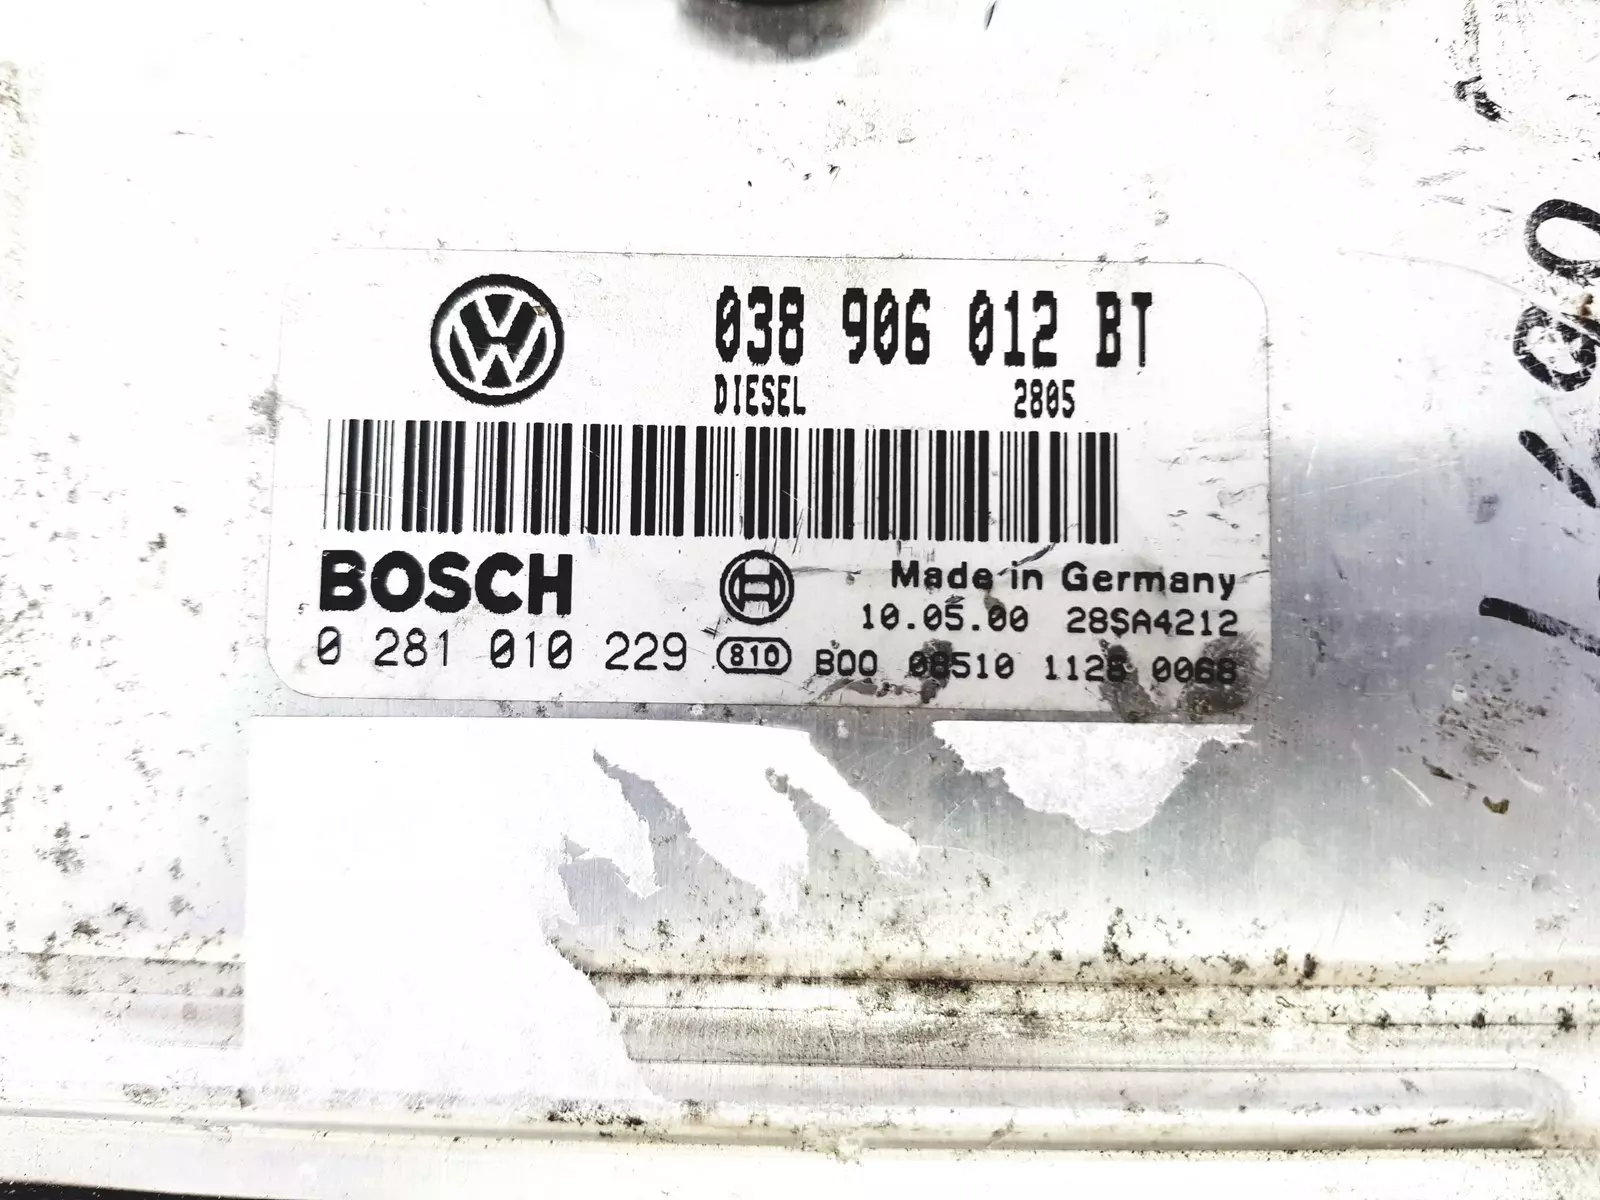 038 906 012 BT
DIESEL 2805
BOSCH
Made in Germany
10.05.00 28SA4212
0 281 010 229 810 B00 08510 1128 0068